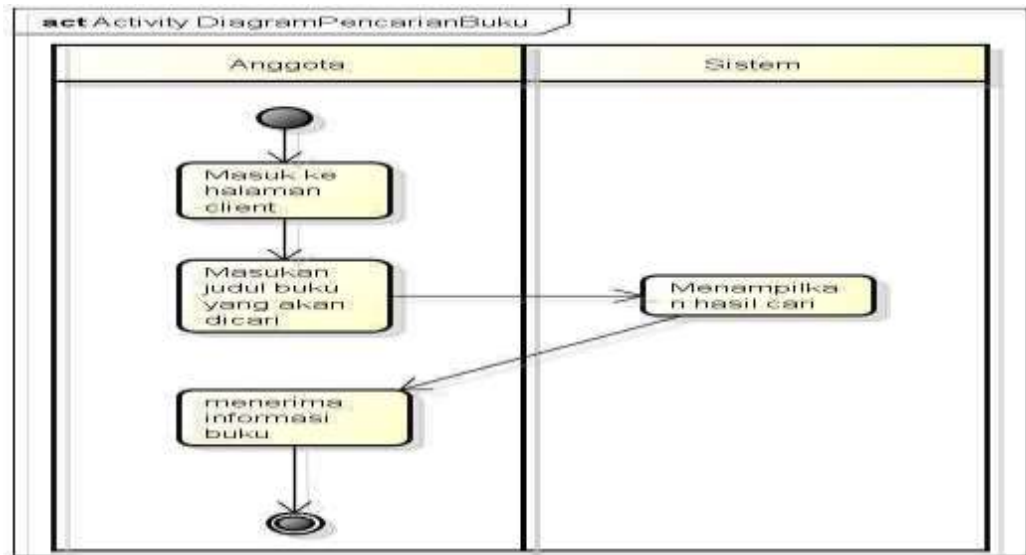 act Activity DiagramPencarianBuku
Anggota
Sistem
Masuk ke
halaman
client
Masukan
judul buku
yang akan
dicari
Menampilka
n hasil cari
menerima
informasi
buku